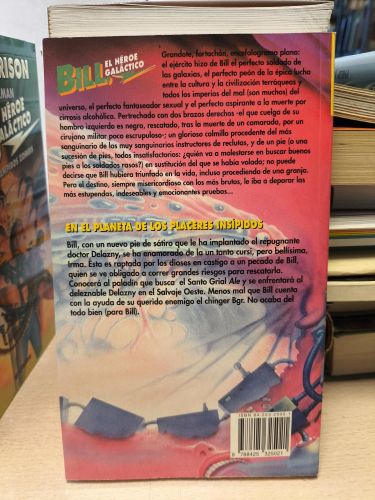 RISON
MAN
HÉROE
GALÁCTICO
BILL,
EL HÉROE
GALÁCTICO
Grandote, fortachón, encefalograma plano:
el ejército hizo de Bill el perfecto soldado de
las galaxias, el perfecto peón de la épica lucha
entre la cultura y la civilización terráqueas y
todos los imperios del mal (son muchos) del
universo, el perfecto fantaseador sexual y el perfecto aspirante a la muerte por
cirrosis alcohólica. Pertrechado con dos brazos derechos -el que cuelga de su
hombro izquierdo es negro, rescatado, tras la muerte de un camarada, por un
cirujano militar poco escrupuloso-; un glorioso colmillo procedente del más
sanguinario de los muy sanguinarios instructores de reclutas, y de un pie (o una
sucesión de pies, todos insatisfactorios: ¿quién va a molestarse en buscar buenos
pies a los soldados rasos?) en sustitución del que se había volado; no puede
decirse que Bill hubiera triunfado en la vida, incluso procediendo de una granja.
Pero el destino, siempre misericordioso con los más brutos, le iba a deparar las
más estupendas, indeseables y emocionantes pruebas...
EN EL PLANETA DE LOS PLACERES INSÍPIDOS
Bill, con un nuevo pie de sátiro que le ha implantado el repugnante
doctor Delazny, se ha enamorado de la un tanto cursi, pero bellísima,
Irma. Ésta es raptada por los dioses en castigo a un pecado de Bill,
quien se ve obligado a correr grandes riesgos para rescatarla.
Conocerá al paladín que busca el Santo Grial Ale y se enfrentará al
deleznable Delazny en el Salvaje Oeste. Menos mal que Bill cuenta
con la ayuda de su querido enemigo el chinger Bgr. No acaba del
todo bien (para Bill).